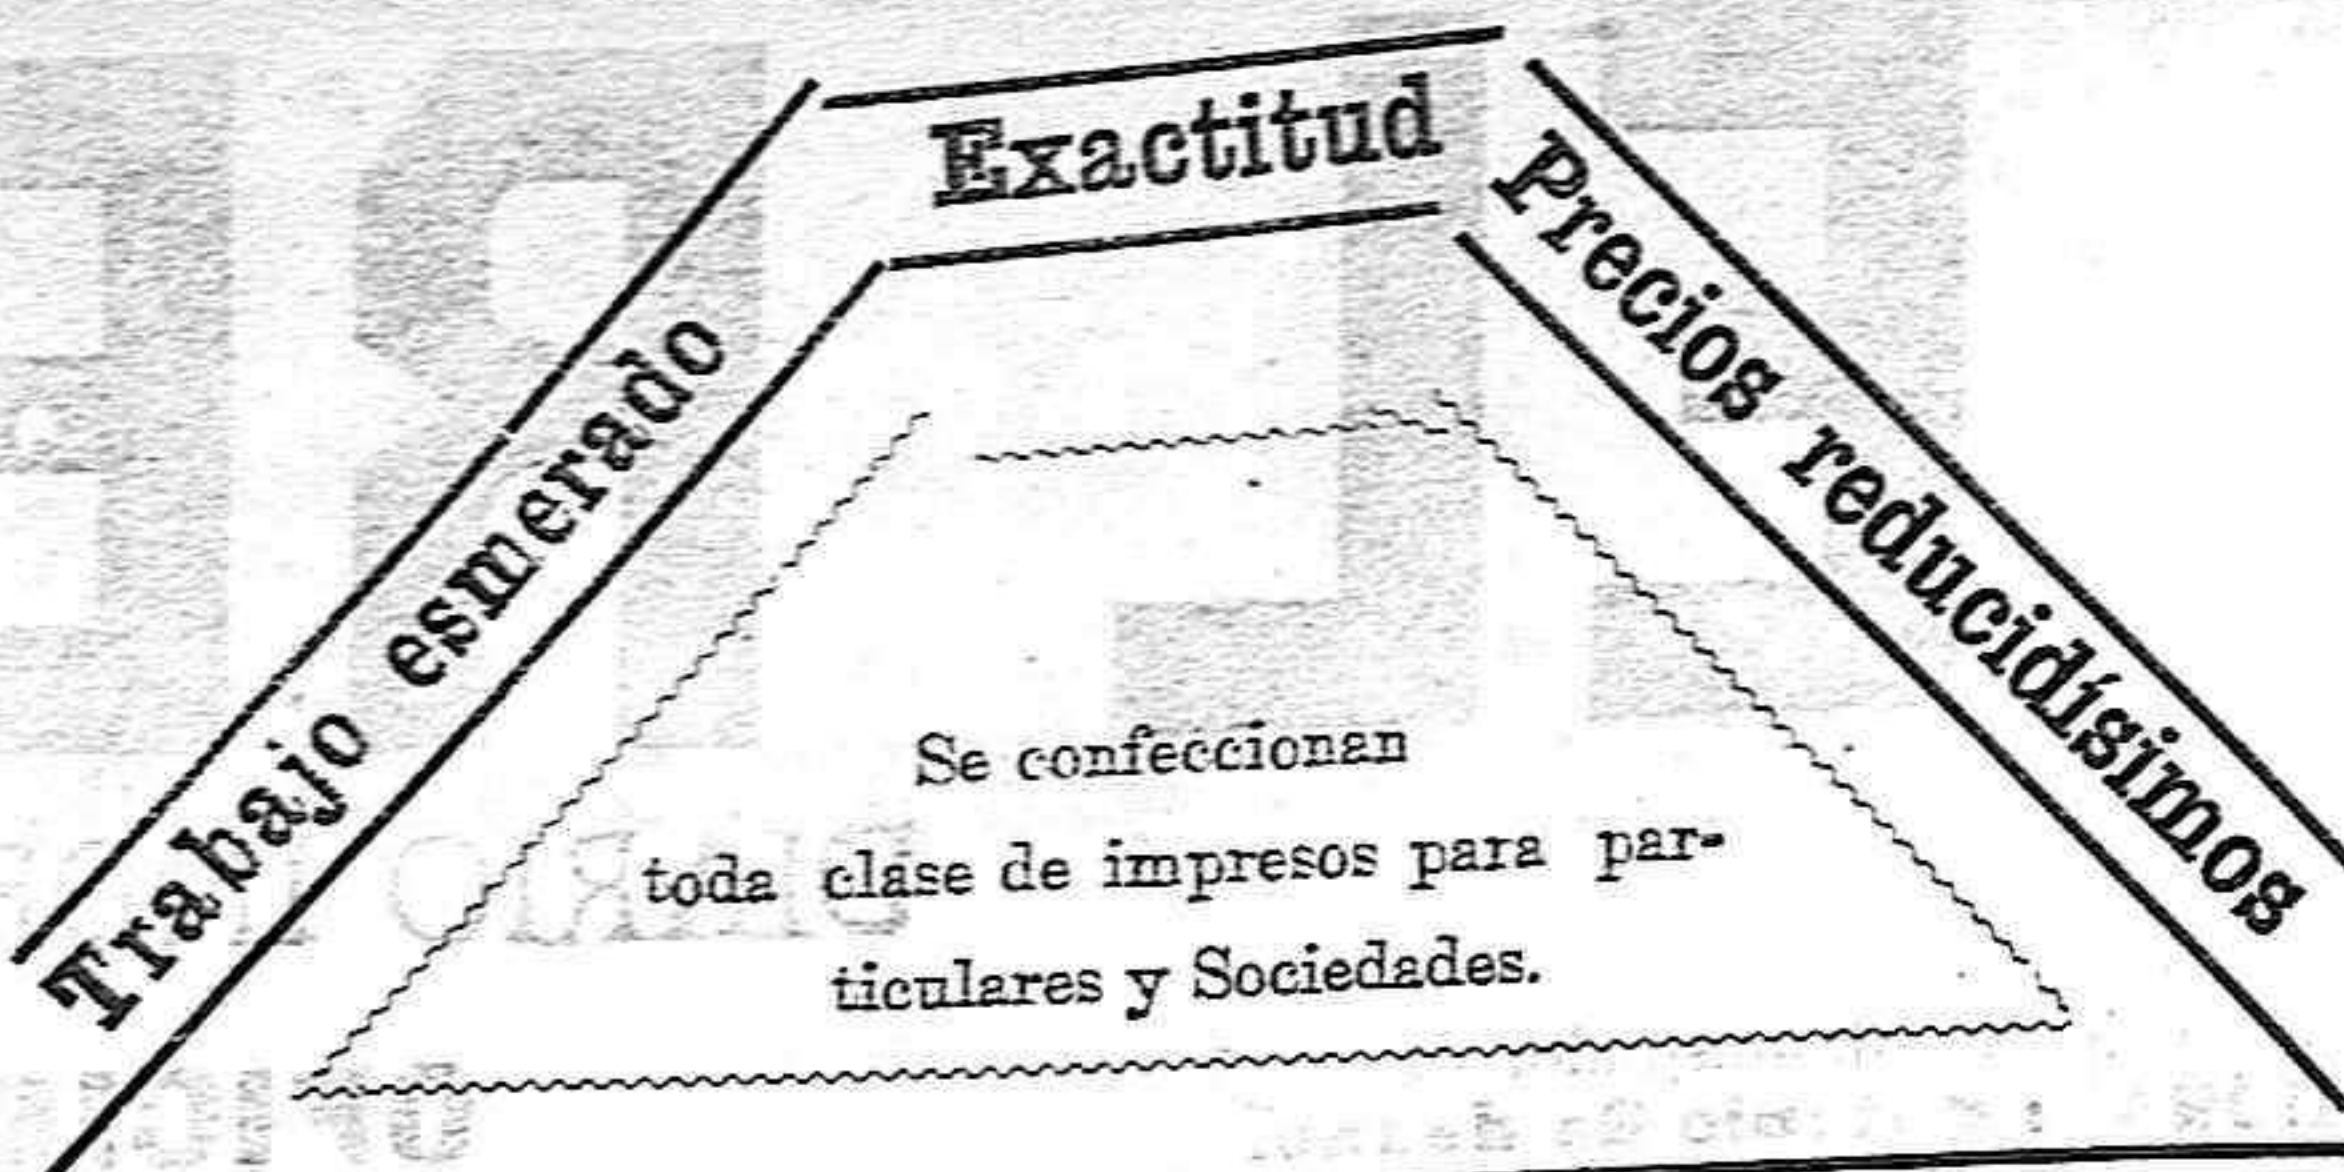 Trabajo esmerado
Exactitud
Precios reducidísimos
Se confeccionan
toda clase de impresos para par-
ticulares y Sociedades.